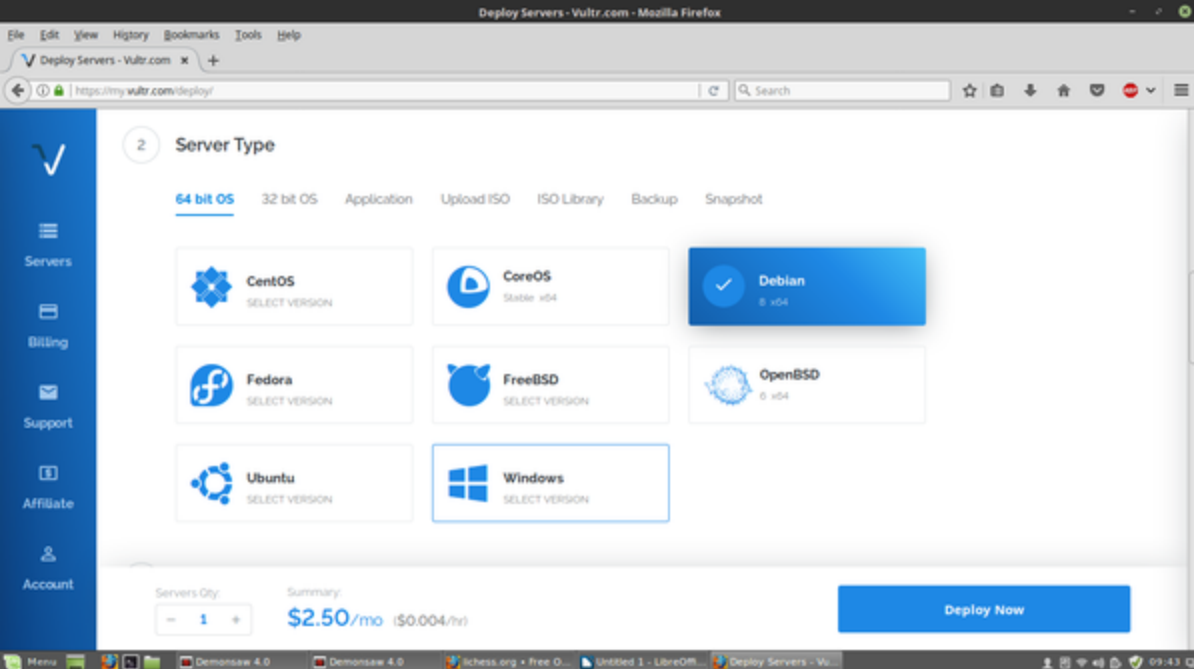 Deploy Servers - Vultr.com - Mozilla Firefox
File Edit View History Bookmarks Tools Help
Deploy Servers - Vultr.com
https://my.vultr.com/deploy/
Search
2 Server Type
64 bit OS 32 bit OS Application Upload ISO ISO Library Backup Snapshot
Servers
Billing
Support
Affiliate
Account
CentOS
SELECT VERSION
CoreOS
Stable x64
Debian
8 x64
Fedora
SELECT VERSION
FreeBSD
SELECT VERSION
OpenBSD
6 x64
Ubuntu
SELECT VERSION
Windows
SELECT VERSION
Servers Qty:
− 1 +
Summary:
$2.50/mo ($0.004/hr)
Deploy Now
Menu Demonsaw 4.0 Demonsaw 4.0 lichess.org • Free O... Untitled 1 - LibreOffi... Deploy Servers - Vu... 09:43